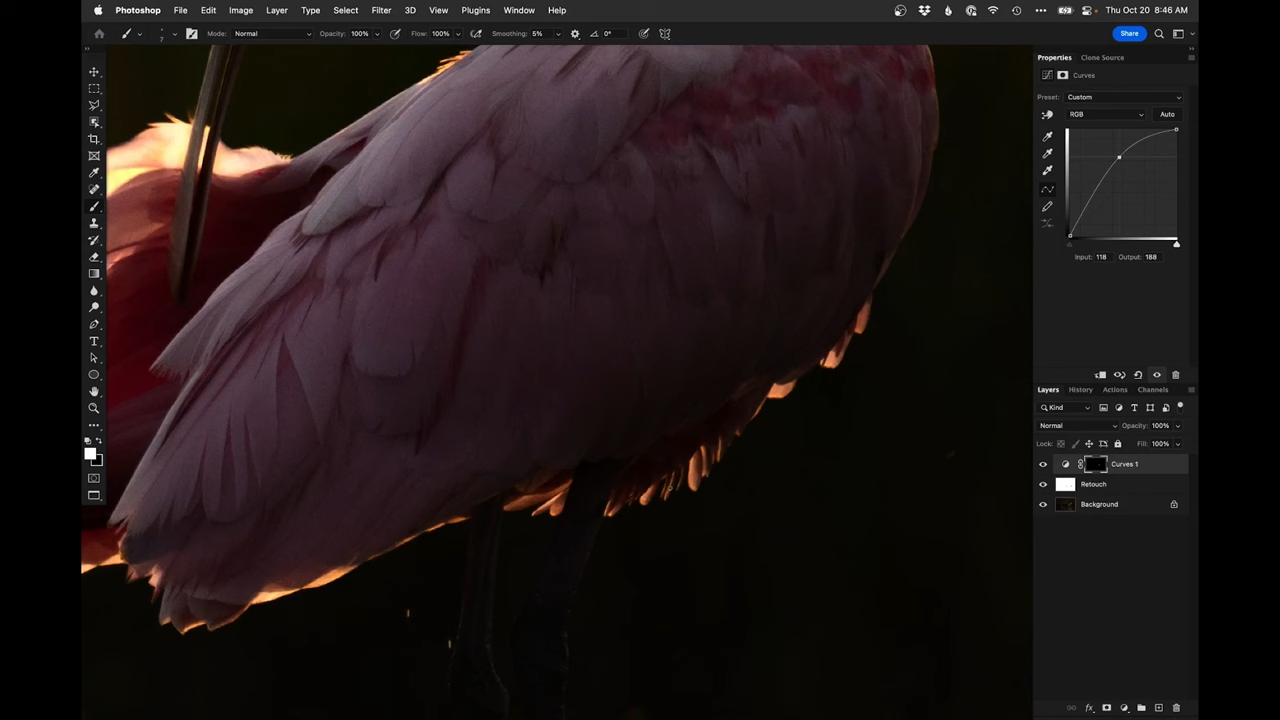 Photoshop File Edit Image Layer Type Select Filter 3D View Plugins Window Help Thu Oct 20 8:46 AM
7 Mode: Normal Opacity: 100% Flow: 100% Smoothing: 5% 0° Share
Properties Clone Source
Curves
Preset: Custom
RGB Auto
Input: 118 Output: 188
Layers History Actions Channels
Kind
Normal Opacity: 100%
Lock: Fill: 100%
Curves 1
Retouch
Background